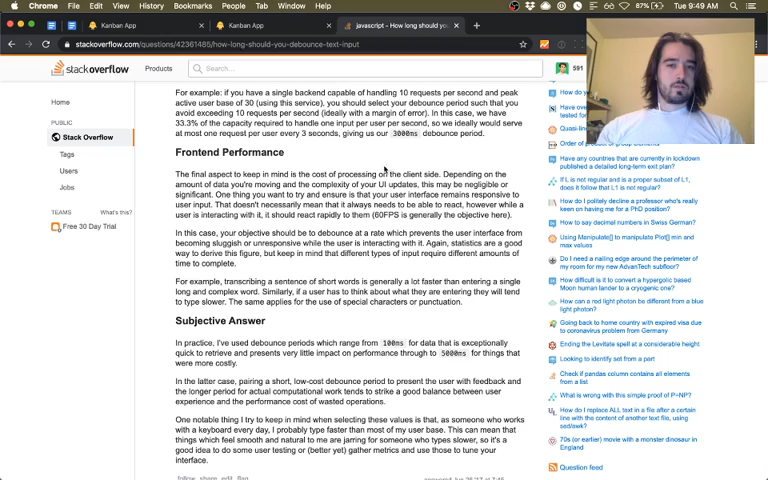 Chrome File Edit View History Bookmarks People Tab Window Help
87% Tue 9:49 AM
Kanban App
Kanban App
javascript - How long should yo
stackoverflow.com/questions/42361485/how-long-should-you-debounce-text-input
stackoverflow
Products
Search...
591
Home
PUBLIC
Stack Overflow
Tags
Users
Jobs
TEAMS
What's this?
Free 30 Day Trial
For example: if you have a single backend capable of handling 10 requests per second and peak
active user base of 30 (using this service), you should select your debounce period such that you
avoid exceeding 10 requests per second (ideally with a margin of error). In this case, we have
33.3% of the capacity required to handle one input per user per second, so we ideally would serve
at most one request per user every 3 seconds, giving us our 3000ms debounce period.
Frontend Performance
The final aspect to keep in mind is the cost of processing on the client side. Depending on the
amount of data you're moving and the complexity of your UI updates, this may be negligible or
significant. One thing you want to try and ensure is that your user interface remains responsive to
user input. That doesn't necessarily mean that it always needs to be able to react, however while a
user is interacting with it, it should react rapidly to them (60FPS is generally the objective here).
In this case, your objective should be to debounce at a rate which prevents the user interface from
becoming sluggish or unresponsive while the user is interacting with it. Again, statistics are a good
way to derive this figure, but keep in mind that different types of input require different amounts of
time to complete.
For example, transcribing a sentence of short words is generally a lot faster than entering a single
long and complex word. Similarly, if a user has to think about what they are entering they will tend
to type slower. The same applies for the use of special characters or punctuation.
Subjective Answer
In practice, I've used debounce periods which range from 100ms for data that is exceptionally
quick to retrieve and presents very little impact on performance through to 5000ms for things that
were more costly.
In the latter case, pairing a short, low-cost debounce period to present the user with feedback and
the longer period for actual computational work tends to strike a good balance between user
experience and the performance cost of wasted operations.
One notable thing I try to keep in mind when selecting these values is that, as someone who works
with a keyboard every day, I probably type faster than most of my user base. This can mean that
things which feel smooth and natural to me are jarring for someone who types slower, so it's a
good idea to do some user testing or (better yet) gather metrics and use those to tune your
interface.
How do y
Have ove
tested for
Quasi-lin
Order of
Have any countries that are currently in lockdown
published a detailed long-term exit plan?
If L is not regular and is a proper subset of L1,
does it follow that L1 is not regular?
How do I politely decline a professor who's really
keen on having me for a PhD position?
How to say decimal numbers in Swiss German?
Using Manipulate[] to manipulate Plot[] min and
max values
Do I need a nailing edge around the perimeter of
my room for my new AdvanTech subfloor?
How difficult is it to convert a hypergolic based
Moon human lander to a cryogenic one?
How can a red light photon be different from a blue
light photon?
Going back to home country with expired visa due
to coronavirus problem from Germany
Ending the Levitate spell at a considerable height
Looking to identify set from a part
Check if pandas column contains all elements
from a list
What is wrong with this simple proof of P=NP?
How do I replace ALL text in a file after a certain
line with the content of another text file, using
sed/awk?
70s (or earlier) movie with a monster dinosaur in
England
Question feed